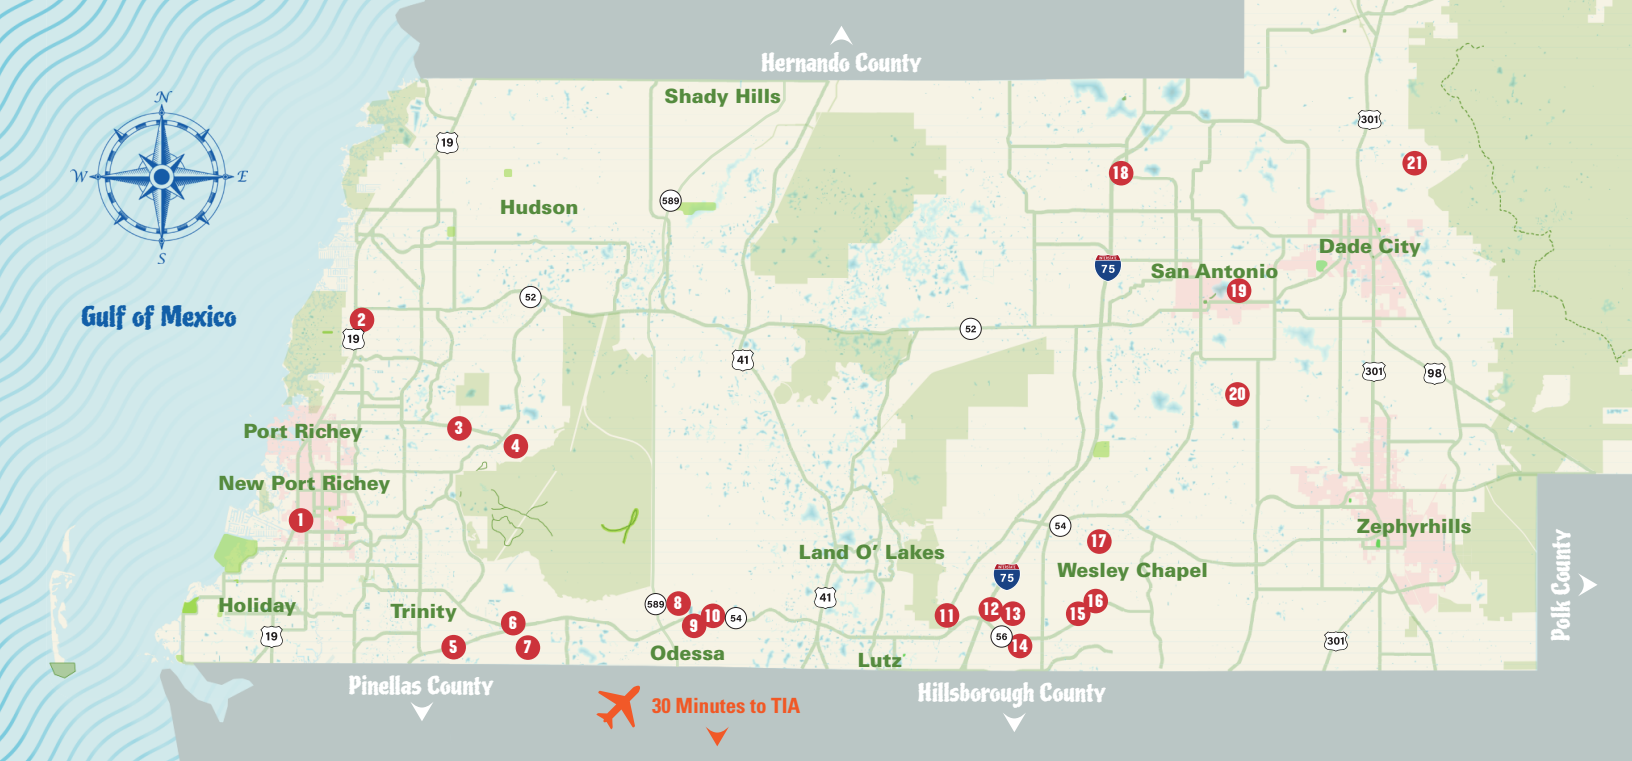 Hernando County
Shady Hills
N
W
E
S
19
301
21
18
589
Hudson
Dade City
75
San Antonio
19
52
Gulf of Mexico
2
19
52
41
301
98
20
Port Richey
3
4
New Port Richey
1
54
Zephyrhills
17
Land O' Lakes
Wesley Chapel
75
Polk County
Holiday
Trinity
589
8
10
54
9
41
11
12
13
15
16
19
5
6
7
56
14
301
Odessa
Lutz
Pinellas County
30 Minutes to TIA
Hillsborough County